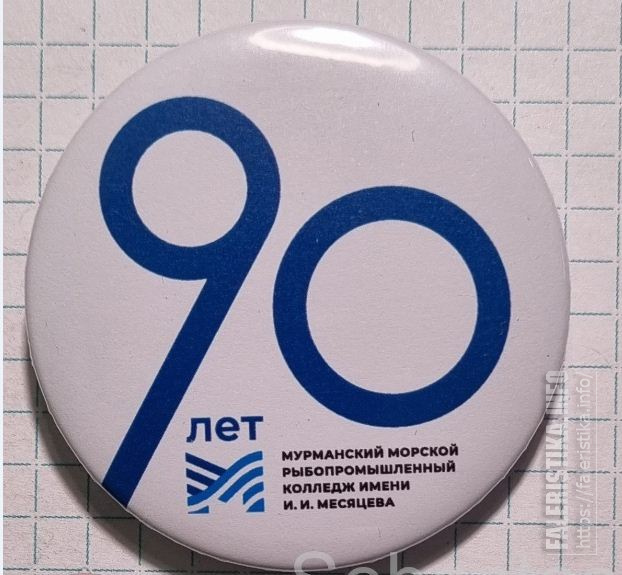 90
лет
МУРМАНСКИЙ МОРСКОЙ
РЫБОПРОМЫШЛЕННЫЙ
КОЛЛЕДЖ ИМЕНИ
И. И. МЕСЯЦЕВА
FALERISTIKA.INFO
https://faleristika.info/